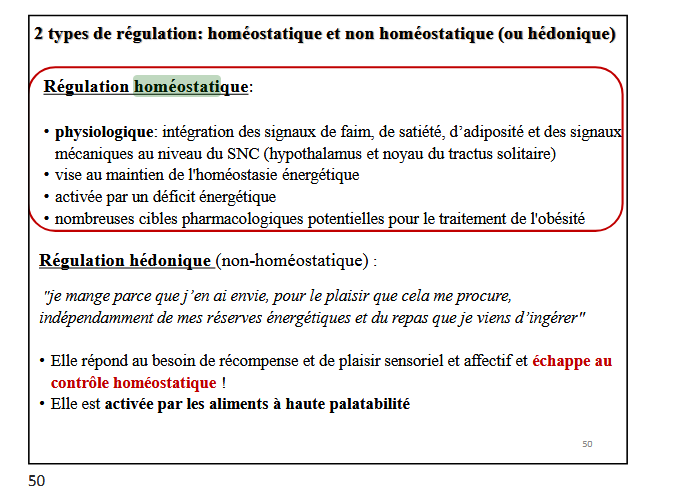 2 types de régulation: homéostatique et non homéostatique (ou hédonique)
Régulation homéostatique:
• physiologique: intégration des signaux de faim, de satiété, d’adiposité et des signaux
mécaniques au niveau du SNC (hypothalamus et noyau du tractus solitaire)
• vise au maintien de l'homéostasie énergétique
• activée par un déficit énergétique
• nombreuses cibles pharmacologiques potentielles pour le traitement de l'obésité
Régulation hédonique (non-homéostatique) :
"je mange parce que j’en ai envie, pour le plaisir que cela me procure,
indépendamment de mes réserves énergétiques et du repas que je viens d’ingérer"
• Elle répond au besoin de récompense et de plaisir sensoriel et affectif et échappe au
contrôle homéostatique !
• Elle est activée par les aliments à haute palatabilité
50
50